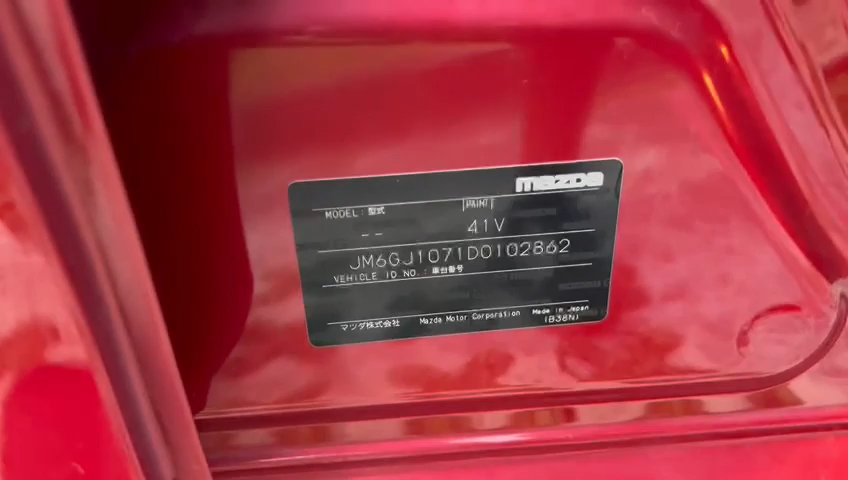 mazda
MODEL : 型式 PAINT
-- 41V
JM6GJ1071D0102862
VEHICLE ID NO. : 車台番号
マツダ株式会社 Mazda Motor Corporation Made in Japan
(B36N)